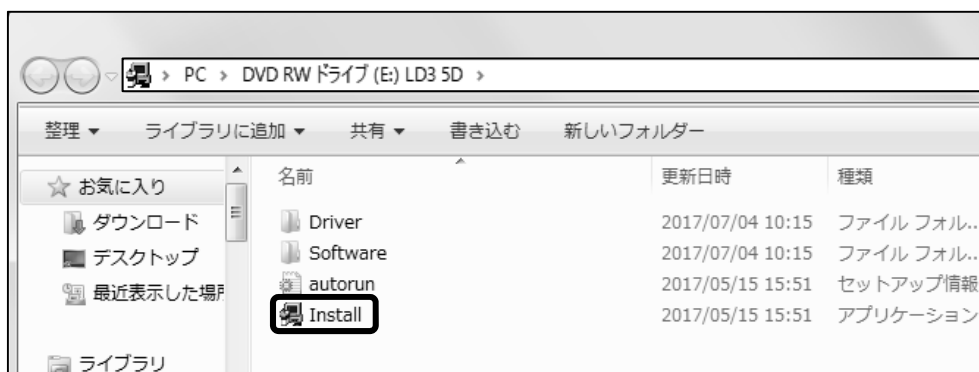 PC › DVD RW ドライブ (E:) LD3 5D ›
整理 ▼ ライブラリに追加 ▼ 共有 ▼ 書き込む 新しいフォルダー
お気に入り
ダウンロード
デスクトップ
最近表示した場所
ライブラリ
名前 更新日時 種類
Driver 2017/07/04 10:15 ファイル フォル...
Software 2017/07/04 10:15 ファイル フォル...
autorun 2017/05/15 15:51 セットアップ情報
Install 2017/05/15 15:51 アプリケーション